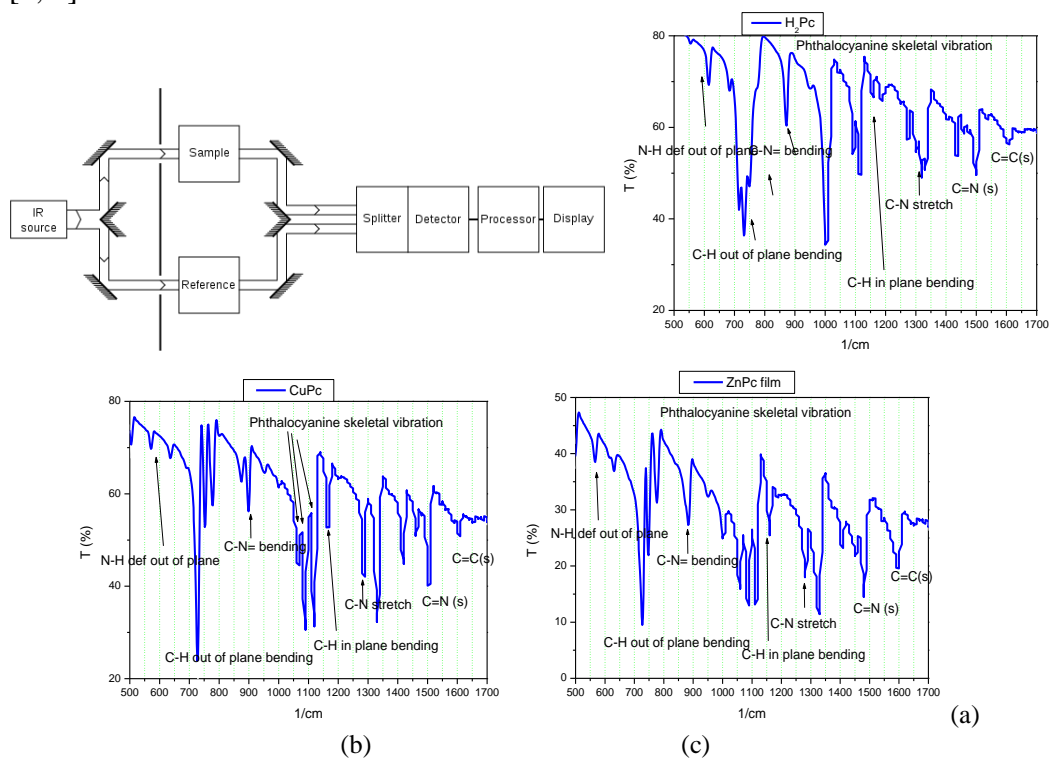 Sample
IR
source
Splitter
Detector
Processor
Display
Reference
H2Pc
Phthalocyanine skeletal vibration
N-H def out of plane
C-N= bending
C=C(s)
C=N (s)
C-N stretch
C-H out of plane bending
C-H in plane bending
T (%)
80
60
40
20
500 600 700 800 900 1000 1100 1200 1300 1400 1500 1600 1700
1/cm
CuPc
Phthalocyanine skeletal vibration
N-H def out of plane
C-N= bending
C=C(s)
C=N (s)
C-N stretch
C-H in plane bending
C-H out of plane bending
T (%)
80
60
40
20
500 600 700 800 900 1000 1100 1200 1300 1400 1500 1600 1700
1/cm
ZnPc film
Phthalocyanine skeletal vibration
N-H def out of plane
C-N= bending
C=C(s)
C=N (s)
C-N stretch
C-H out of plane bending
C-H in plane bending
T (%)
50
40
30
20
10
0
500 600 700 800 900 1000 1100 1200 1300 1400 1500 1600 1700
1/cm
(a)
(b) (c)